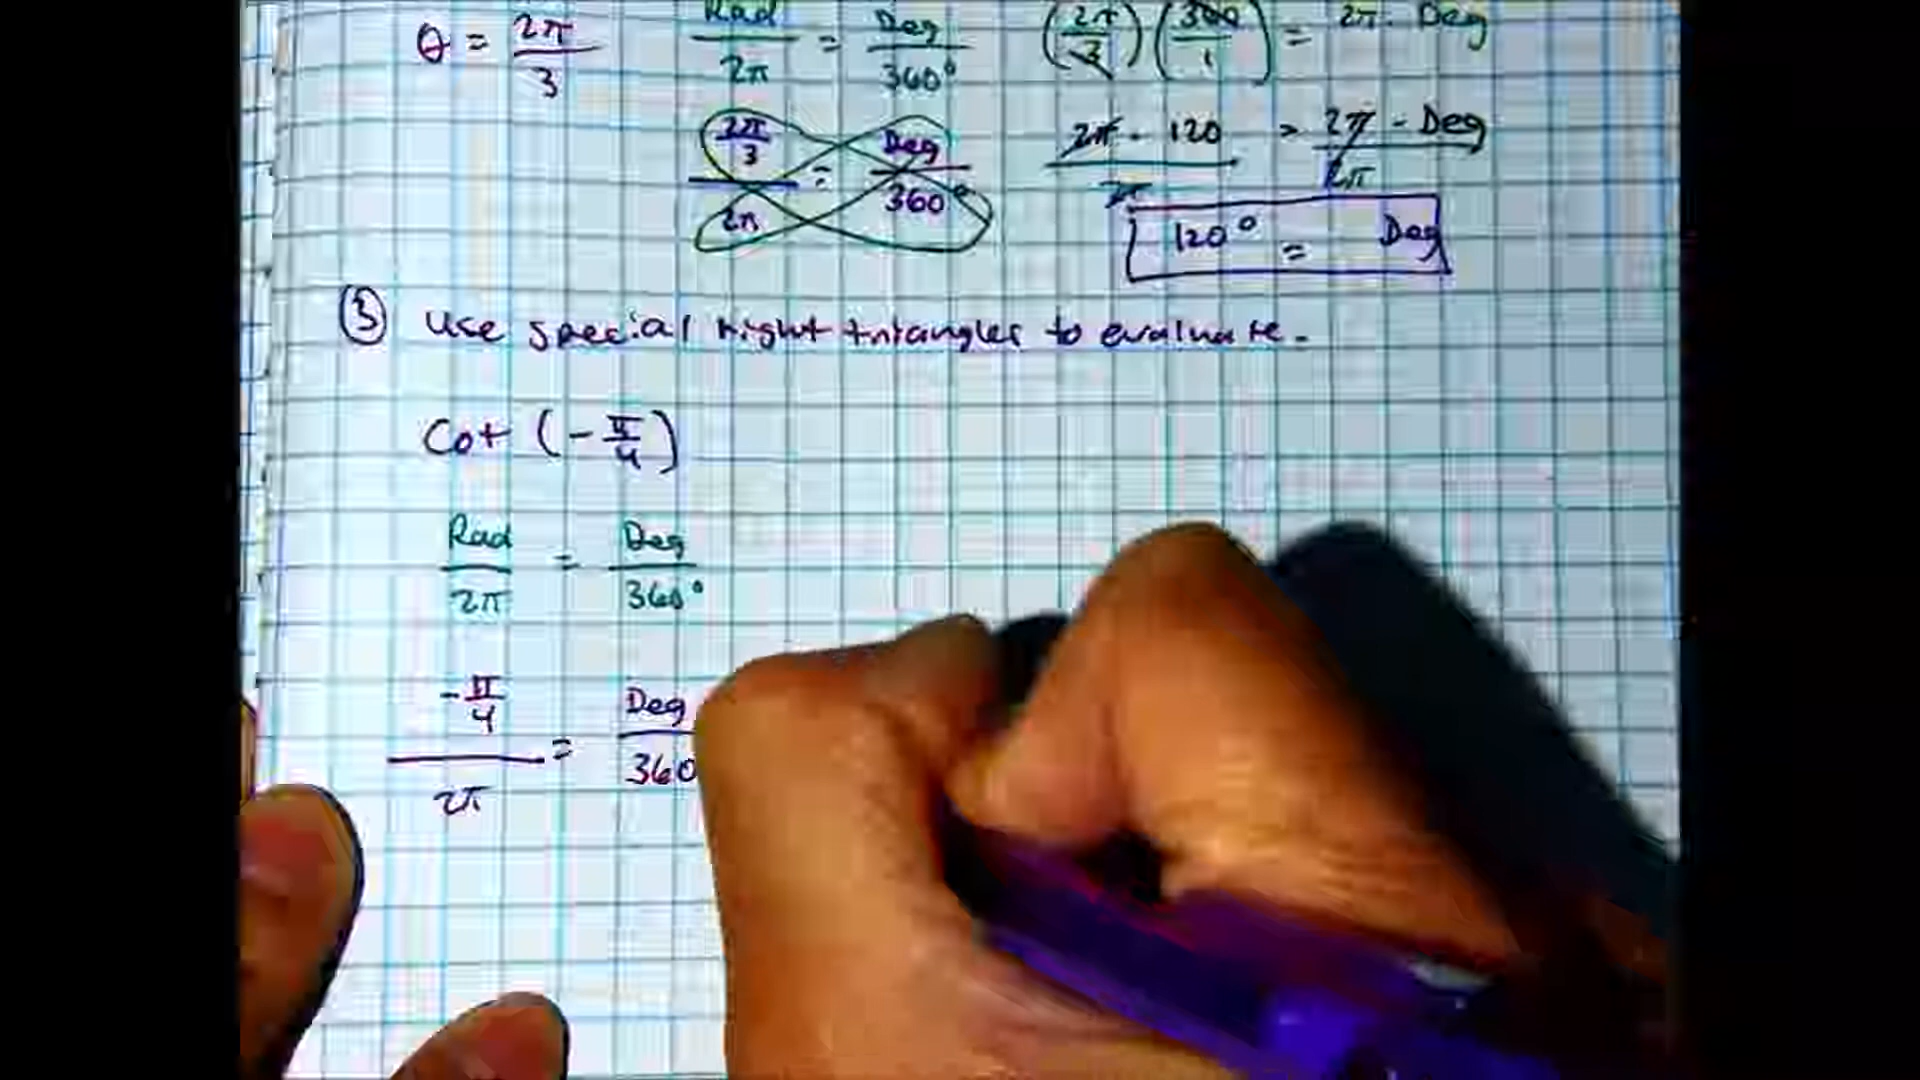 θ = 2π/3   Rad/2π = Deg/360°   (2π/3)(360/1) = 2π · Deg
2π/3 / 2π = Deg/360°   2π · 120 / 2π = 2π · Deg / 2π
120° = Deg
③ Use special right triangles to evaluate.
Cot (-π/4)
Rad/2π = Deg/360°
-π/4 / 2π = Deg/360